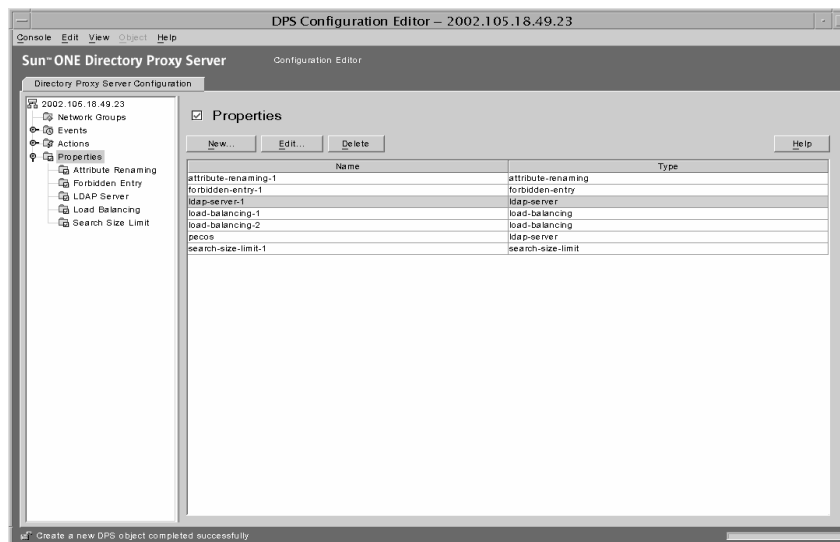 DPS Configuration Editor – 2002.105.18.49.23
Console Edit View Object Help
Sun™ ONE Directory Proxy Server Configuration Editor
Directory Proxy Server Configuration
2002.105.18.49.23
Network Groups
Events
Actions
Properties
Attribute Renaming
Forbidden Entry
LDAP Server
Load Balancing
Search Size Limit
Properties
New... Edit... Delete Help
Name Type
attribute-renaming-1 attribute-renaming
forbidden-entry-1 forbidden-entry
ldap-server-1 ldap-server
load-balancing-1 load-balancing
load-balancing-2 load-balancing
pecos ldap-server
search-size-limit-1 search-size-limit
Create a new DPS object completed successfully